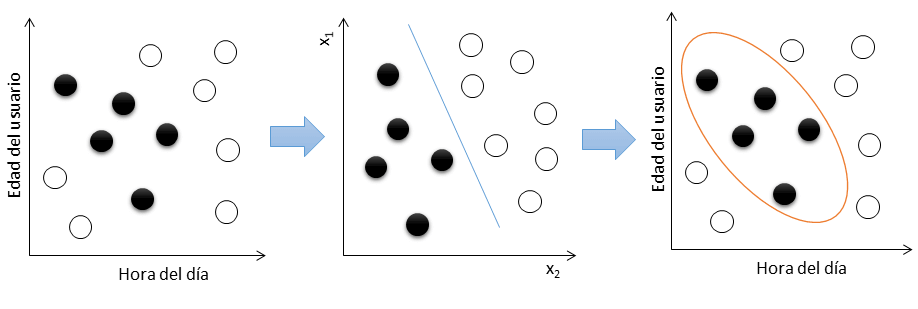 Edad del usuario
Hora del día
x1
x2
Edad del usuario
Hora del día